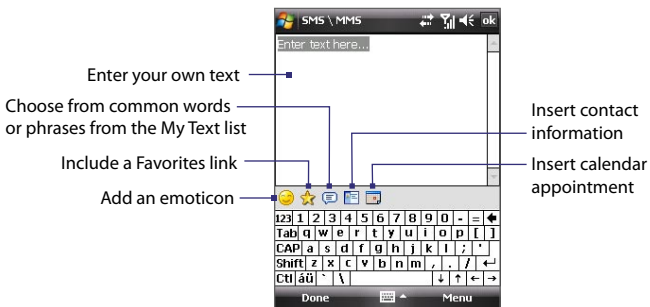 SMS \ MMS
ok
Enter text here...
Enter your own text
Choose from common words
or phrases from the My Text list
Include a Favorites link
Add an emoticon
Insert contact
information
Insert calendar
appointment
123 1 2 3 4 5 6 7 8 9 0 - = 
Tab q w e r t y u i o p [ ]
CAP a s d f g h j k l ; '
Shift z x c v b n m , . / 
Ctl áü ` \ ↓ ↑ ← →
Done Menu